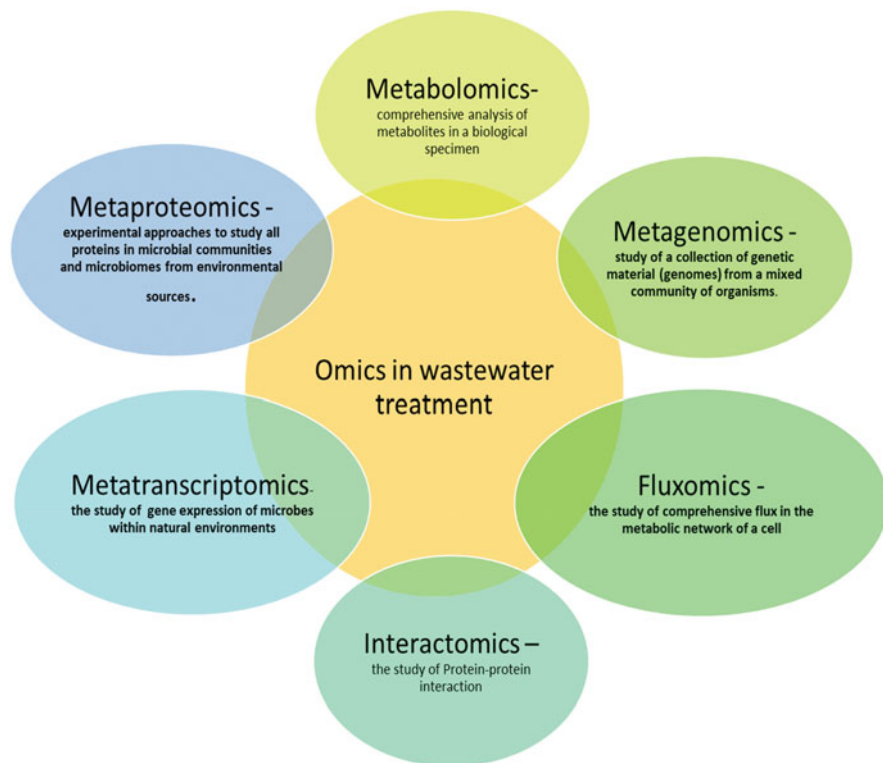 Metabolomics-
comprehensive analysis of
metabolites in a biological
specimen
Metaproteomics -
experimental approaches to study all
proteins in microbial communities
and microbiomes from environmental
sources.
Metagenomics -
study of a collection of genetic
material (genomes) from a mixed
community of organisms.
Omics in wastewater
treatment
Metatranscriptomics-
the study of gene expression of microbes
within natural environments
Fluxomics -
the study of comprehensive flux in the
metabolic network of a cell
Interactomics –
the study of Protein-protein
interaction